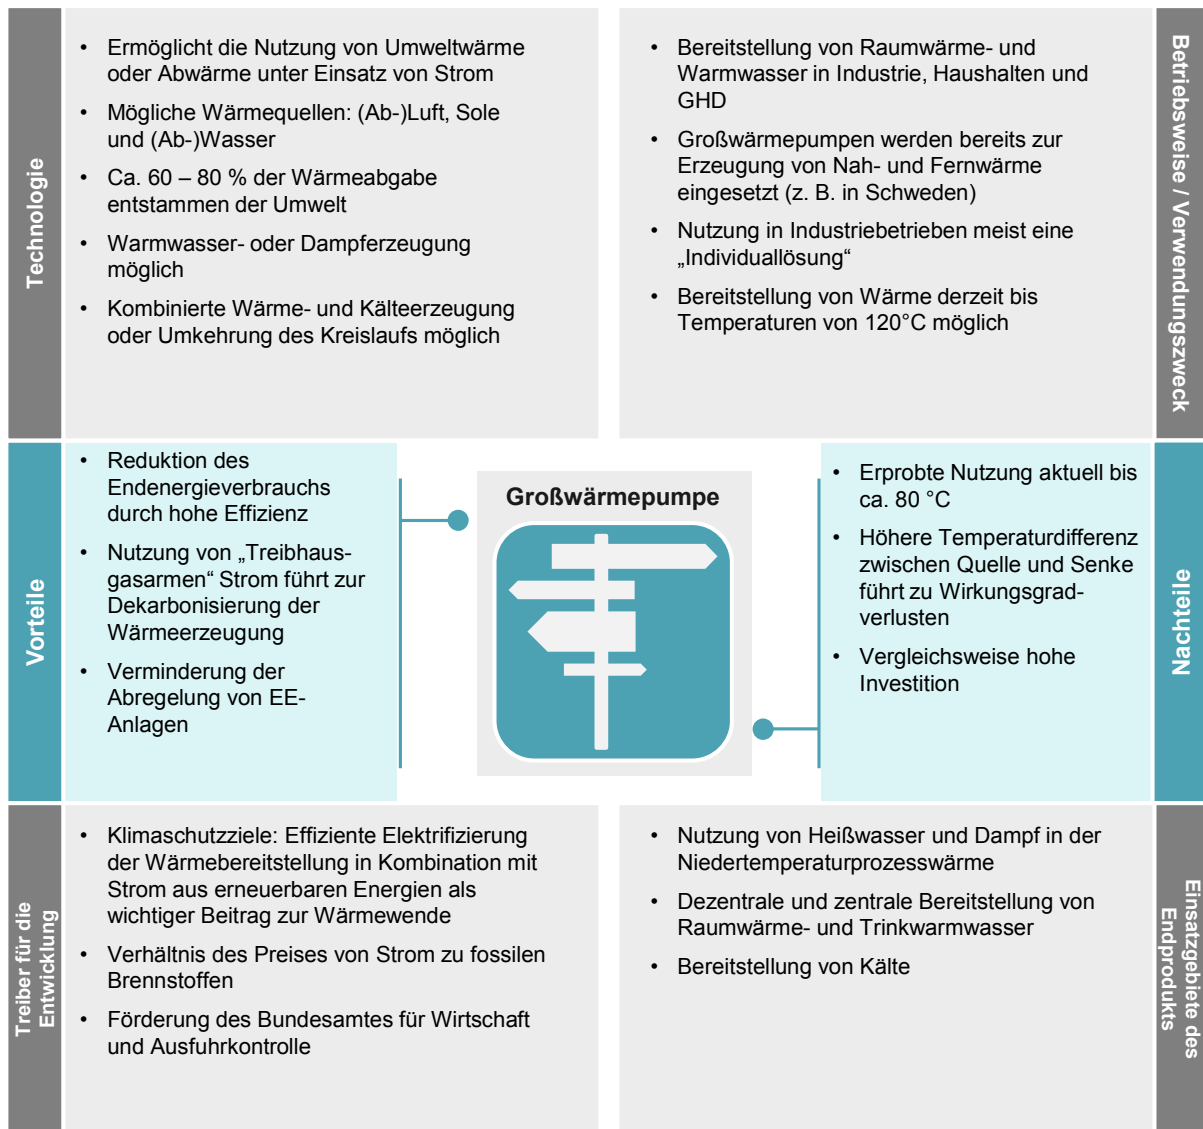 Technologie
• Ermöglicht die Nutzung von Umweltwärme
oder Abwärme unter Einsatz von Strom
• Mögliche Wärmequellen: (Ab-)Luft, Sole
und (Ab-)Wasser
• Ca. 60 – 80 % der Wärmeabgabe
entstammen der Umwelt
• Warmwasser- oder Dampferzeugung
möglich
• Kombinierte Wärme- und Kälteerzeugung
oder Umkehrung des Kreislaufs möglich
• Bereitstellung von Raumwärme- und
Warmwasser in Industrie, Haushalten und
GHD
• Großwärmepumpen werden bereits zur
Erzeugung von Nah- und Fernwärme
eingesetzt (z. B. in Schweden)
• Nutzung in Industriebetrieben meist eine
„Individuallösung“
• Bereitstellung von Wärme derzeit bis
Temperaturen von 120°C möglich
Betriebsweise / Verwendungszweck
Vorteile
• Reduktion des
Endenergieverbrauchs
durch hohe Effizienz
• Nutzung von „Treibhaus-
gasarmen“ Strom führt zur
Dekarbonisierung der
Wärmeerzeugung
• Verminderung der
Abregelung von EE-
Anlagen
Großwärmepumpe
• Erprobte Nutzung aktuell bis
ca. 80 °C
• Höhere Temperaturdifferenz
zwischen Quelle und Senke
führt zu Wirkungsgrad-
verlusten
• Vergleichsweise hohe
Investition
Nachteile
Treiber für die
Entwicklung
• Klimaschutzziele: Effiziente Elektrifizierung
der Wärmebereitstellung in Kombination mit
Strom aus erneuerbaren Energien als
wichtiger Beitrag zur Wärmewende
• Verhältnis des Preises von Strom zu fossilen
Brennstoffen
• Förderung des Bundesamtes für Wirtschaft
und Ausfuhrkontrolle
• Nutzung von Heißwasser und Dampf in der
Niedertemperaturprozesswärme
• Dezentrale und zentrale Bereitstellung von
Raumwärme- und Trinkwarmwasser
• Bereitstellung von Kälte
Einsatzgebiete des
Endprodukts